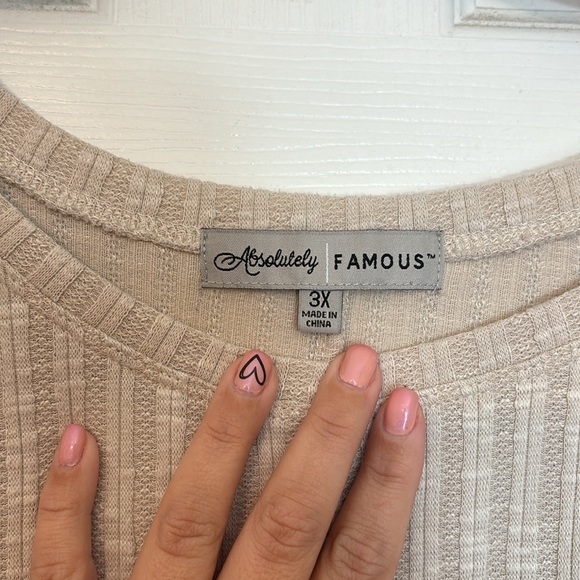 Absolutely | FAMOUS™
3X
MADE IN
CHINA